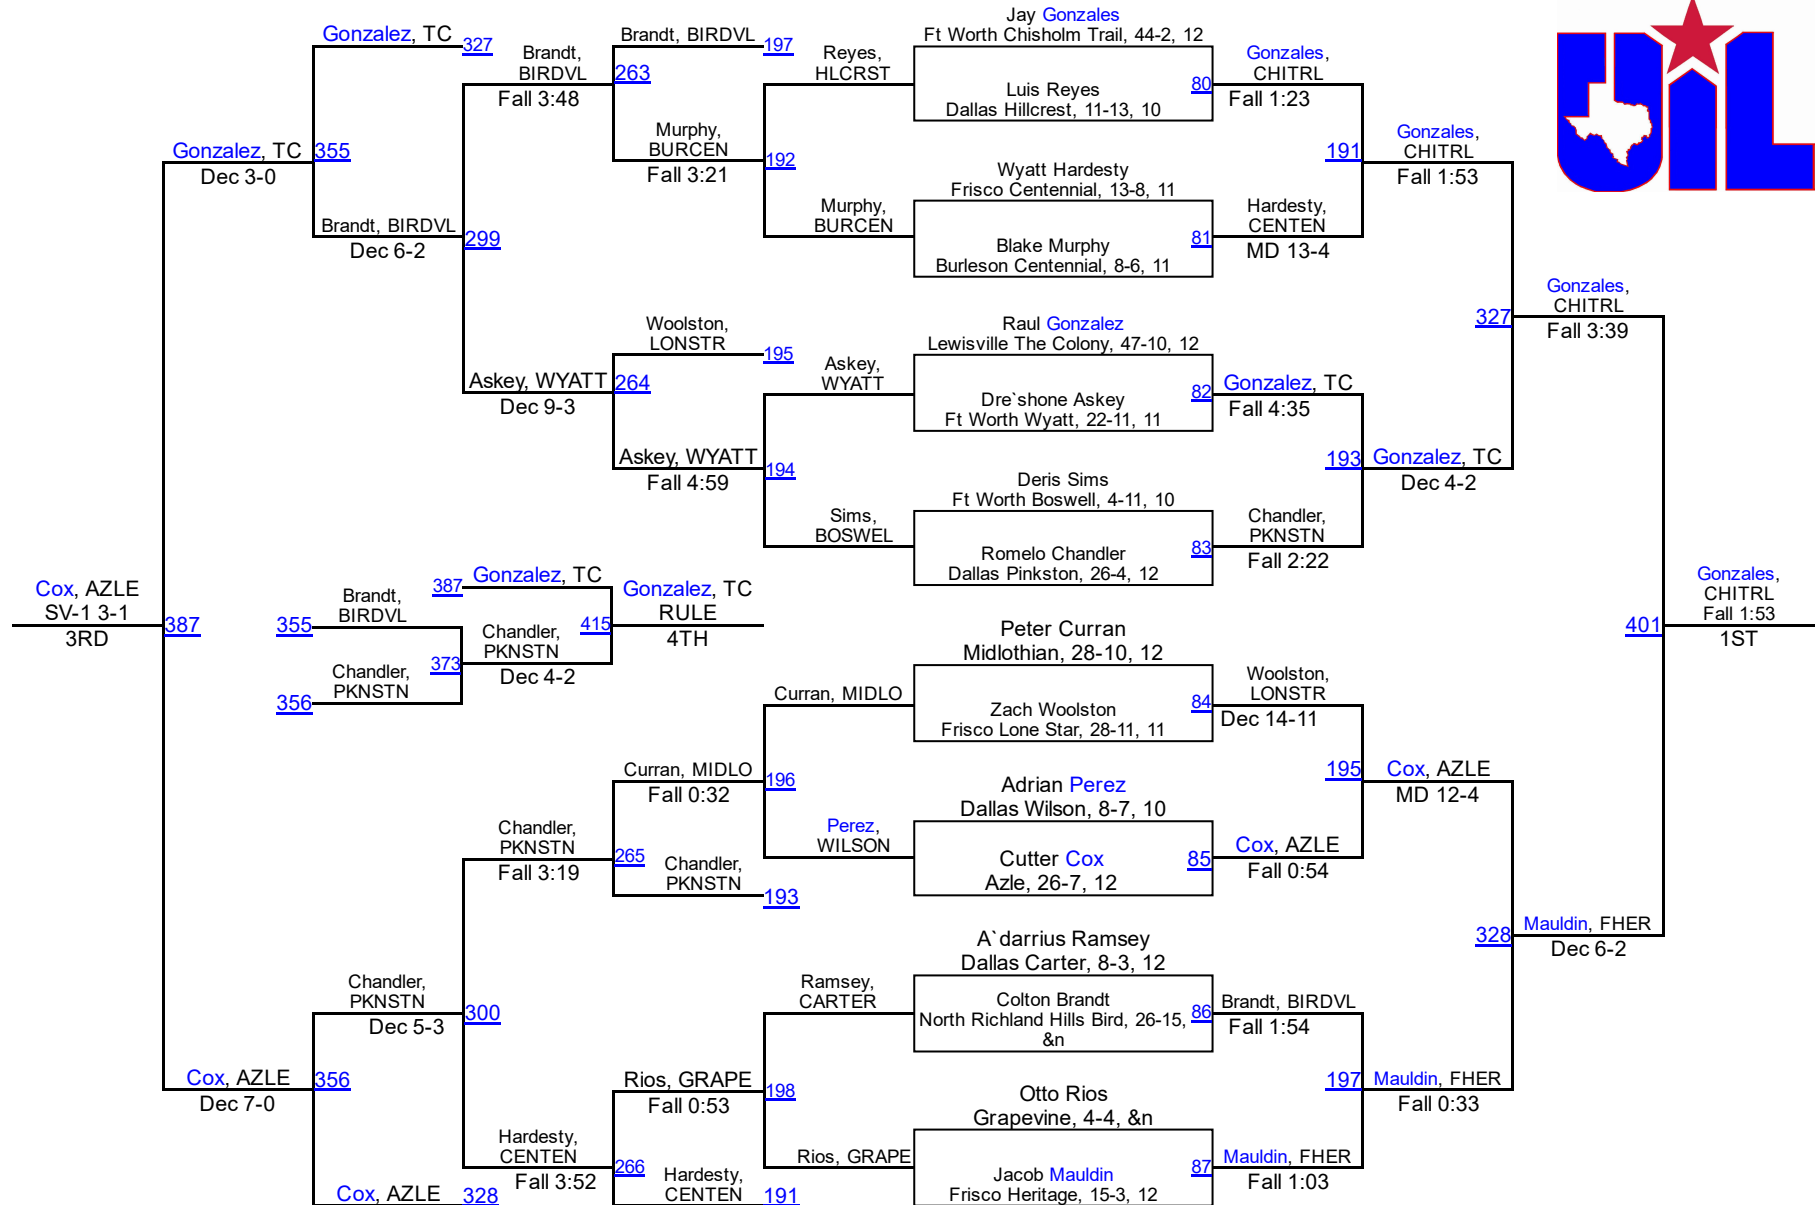 Jay Gonzales
Ft Worth Chisholm Trail, 44-2, 12
Luis Reyes
Dallas Hillcrest, 11-13, 10
80
Wyatt Hardesty
Frisco Centennial, 13-8, 11
Blake Murphy
Burleson Centennial, 8-6, 11
81
Raul Gonzalez
Lewisville The Colony, 47-10, 12
Dre`shone Askey
Ft Worth Wyatt, 22-11, 11
82
Deris Sims
Ft Worth Boswell, 4-11, 10
Romelo Chandler
Dallas Pinkston, 26-4, 12
83
Peter Curran
Midlothian, 28-10, 12
Zach Woolston
Frisco Lone Star, 28-11, 11
84
Adrian Perez
Dallas Wilson, 8-7, 10
Cutter Cox
Azle, 26-7, 12
85
A`darrius Ramsey
Dallas Carter, 8-3, 12
Colton Brandt
North Richland Hills Bird, 26-15,
&n
86
Otto Rios
Grapevine, 4-4, &n
Jacob Mauldin
Frisco Heritage, 15-3, 12
87
Gonzales,
CHITRL
Fall 1:23
191
Hardesty,
CENTEN
MD 13-4
Gonzalez, TC
Fall 4:35
193
Chandler,
PKNSTN
Fall 2:22
Woolston,
LONSTR
Dec 14-11
195
Cox, AZLE
Fall 0:54
Brandt, BIRDVL
Fall 1:54
197
Mauldin, FHER
Fall 1:03
Gonzales,
CHITRL
Fall 1:53
327
Gonzalez, TC
Dec 4-2
Cox, AZLE
MD 12-4
328
Mauldin, FHER
Fall 0:33
Gonzales,
CHITRL
Fall 3:39
401
Mauldin, FHER
Dec 6-2
Gonzales,
CHITRL
Fall 1:53
1ST
UIL
Reyes,
HLCRST
192
Murphy,
BURCEN
Askey,
WYATT
194
Sims,
BOSWEL
Curran, MIDLO
196
Perez,
WILSON
Ramsey,
CARTER
198
Rios, GRAPE
Brandt, BIRDVL
197
263
Murphy,
BURCEN
Fall 3:21
Woolston,
LONSTR
195
264
Askey, WYATT
Fall 4:59
Curran, MIDLO
Fall 0:32
265
Chandler,
PKNSTN
193
Rios, GRAPE
Fall 0:53
266
Hardesty,
CENTEN
191
Brandt,
BIRDVL
Fall 3:48
299
Askey, WYATT
Dec 9-3
Chandler,
PKNSTN
Fall 3:19
300
Hardesty,
CENTEN
Fall 3:52
Gonzalez, TC
327
355
Brandt, BIRDVL
Dec 6-2
Chandler,
PKNSTN
Dec 5-3
356
Cox, AZLE
328
Gonzalez, TC
Dec 3-0
387
Cox, AZLE
Dec 7-0
Cox, AZLE
SV-1 3-1
3RD
355
Brandt,
BIRDVL
373
356
Chandler,
PKNSTN
387
Gonzalez, TC
415
Chandler,
PKNSTN
Dec 4-2
Gonzalez, TC
RULE
4TH